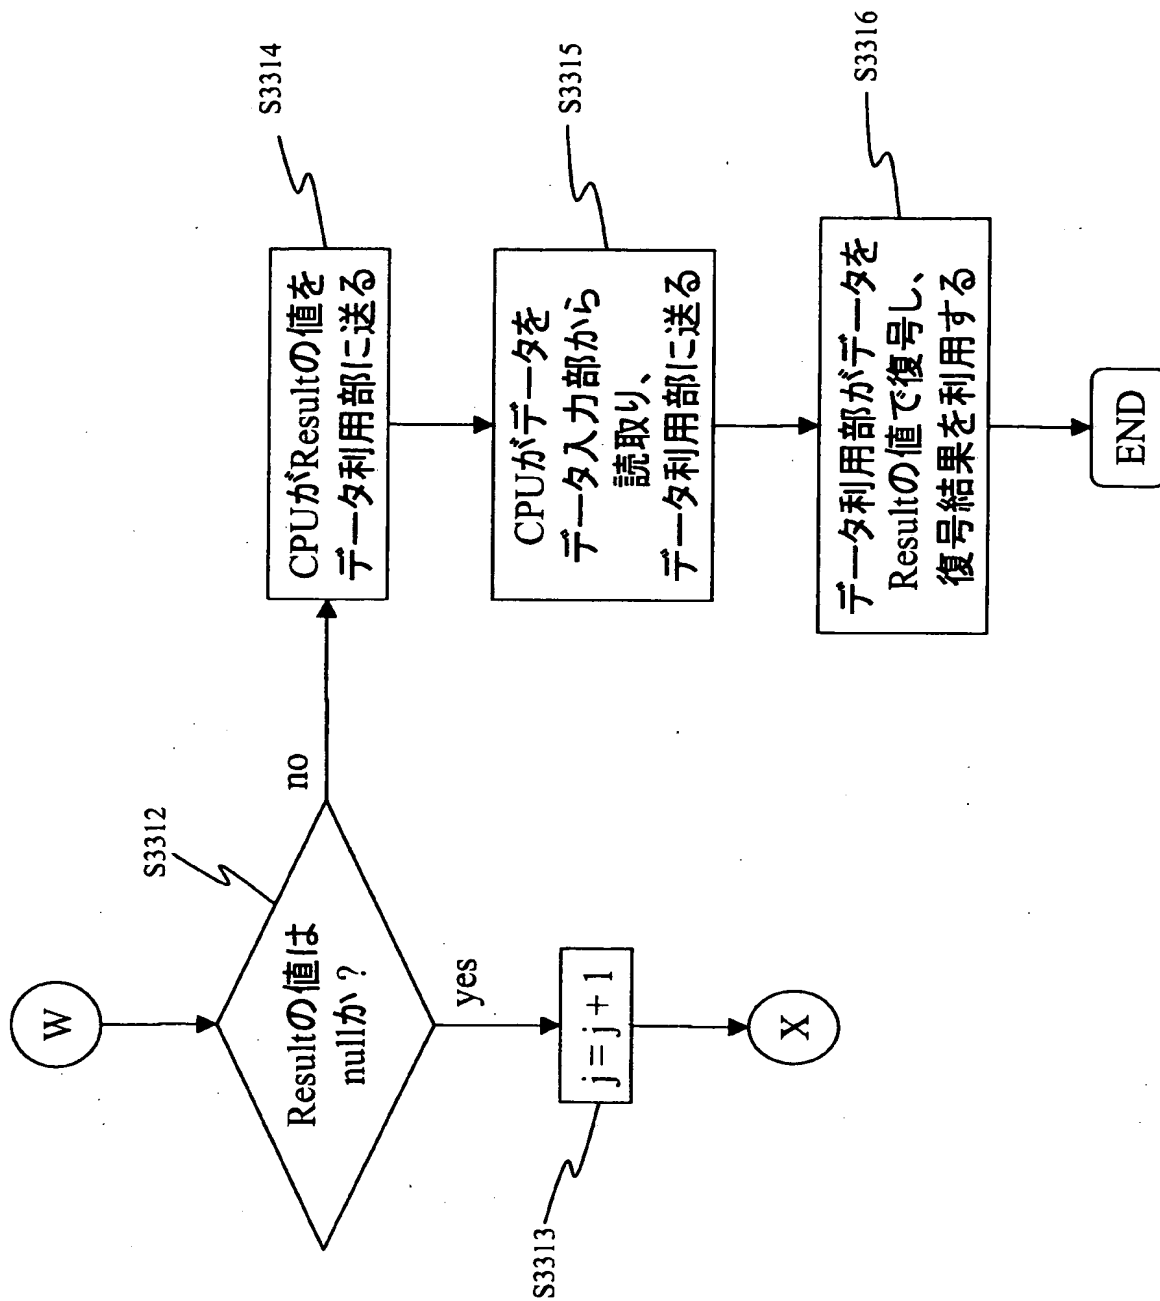 W
S3312
Resultの値は
nullか?
no
yes
S3313
j = j + 1
X
S3314
CPUがResultの値を
データ利用部に送る
S3315
CPUがデータを
データ入力部から
読取り、
データ利用部に送る
S3316
データ利用部がデータを
Resultの値で復号し、
復号結果を利用する
END